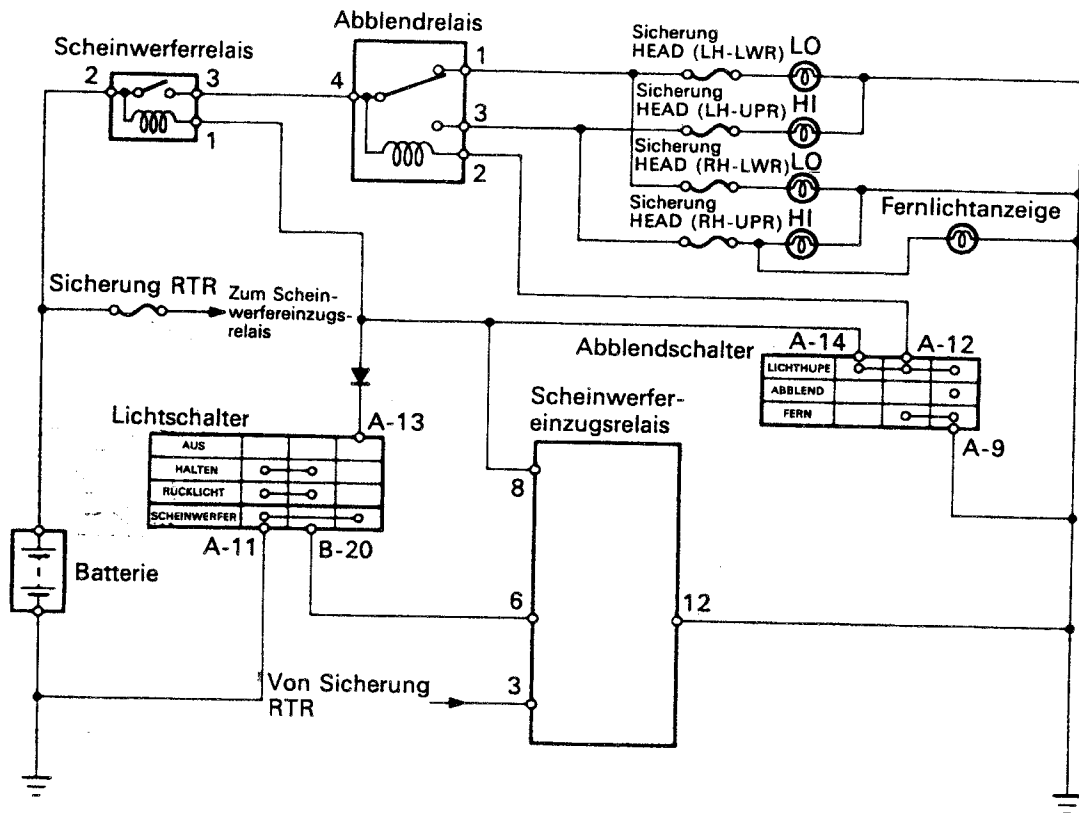 Abblendrelais
Scheinwerferrelais
2
3
1
4
1
3
2
Sicherung
HEAD (LH-LWR)
LO
Sicherung
HEAD (LH-UPR)
HI
Sicherung
HEAD (RH-LWR)
LO
Sicherung
HEAD (RH-UPR)
HI
Fernlichtanzeige
Sicherung RTR
Zum Schein-
werfereinzugs-
relais
Abblendschalter
A-14
A-12
LICHTHUPE
ABBLEND
FERN
A-9
Lichtschalter
A-13
AUS
HALTEN
RÜCKLICHT
SCHEINWERFER
A-11
B-20
Scheinwerfer-
einzugsrelais
8
6
12
3
Batterie
Von Sicherung
RTR